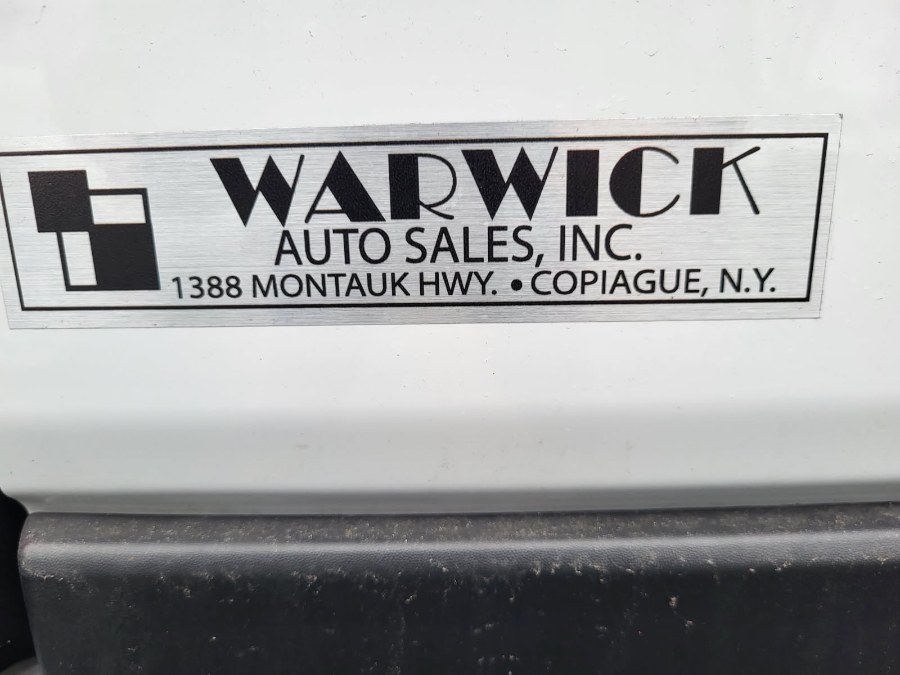 WARWICK
AUTO SALES, INC.
1388 MONTAUK HWY. • COPIAGUE, N.Y.